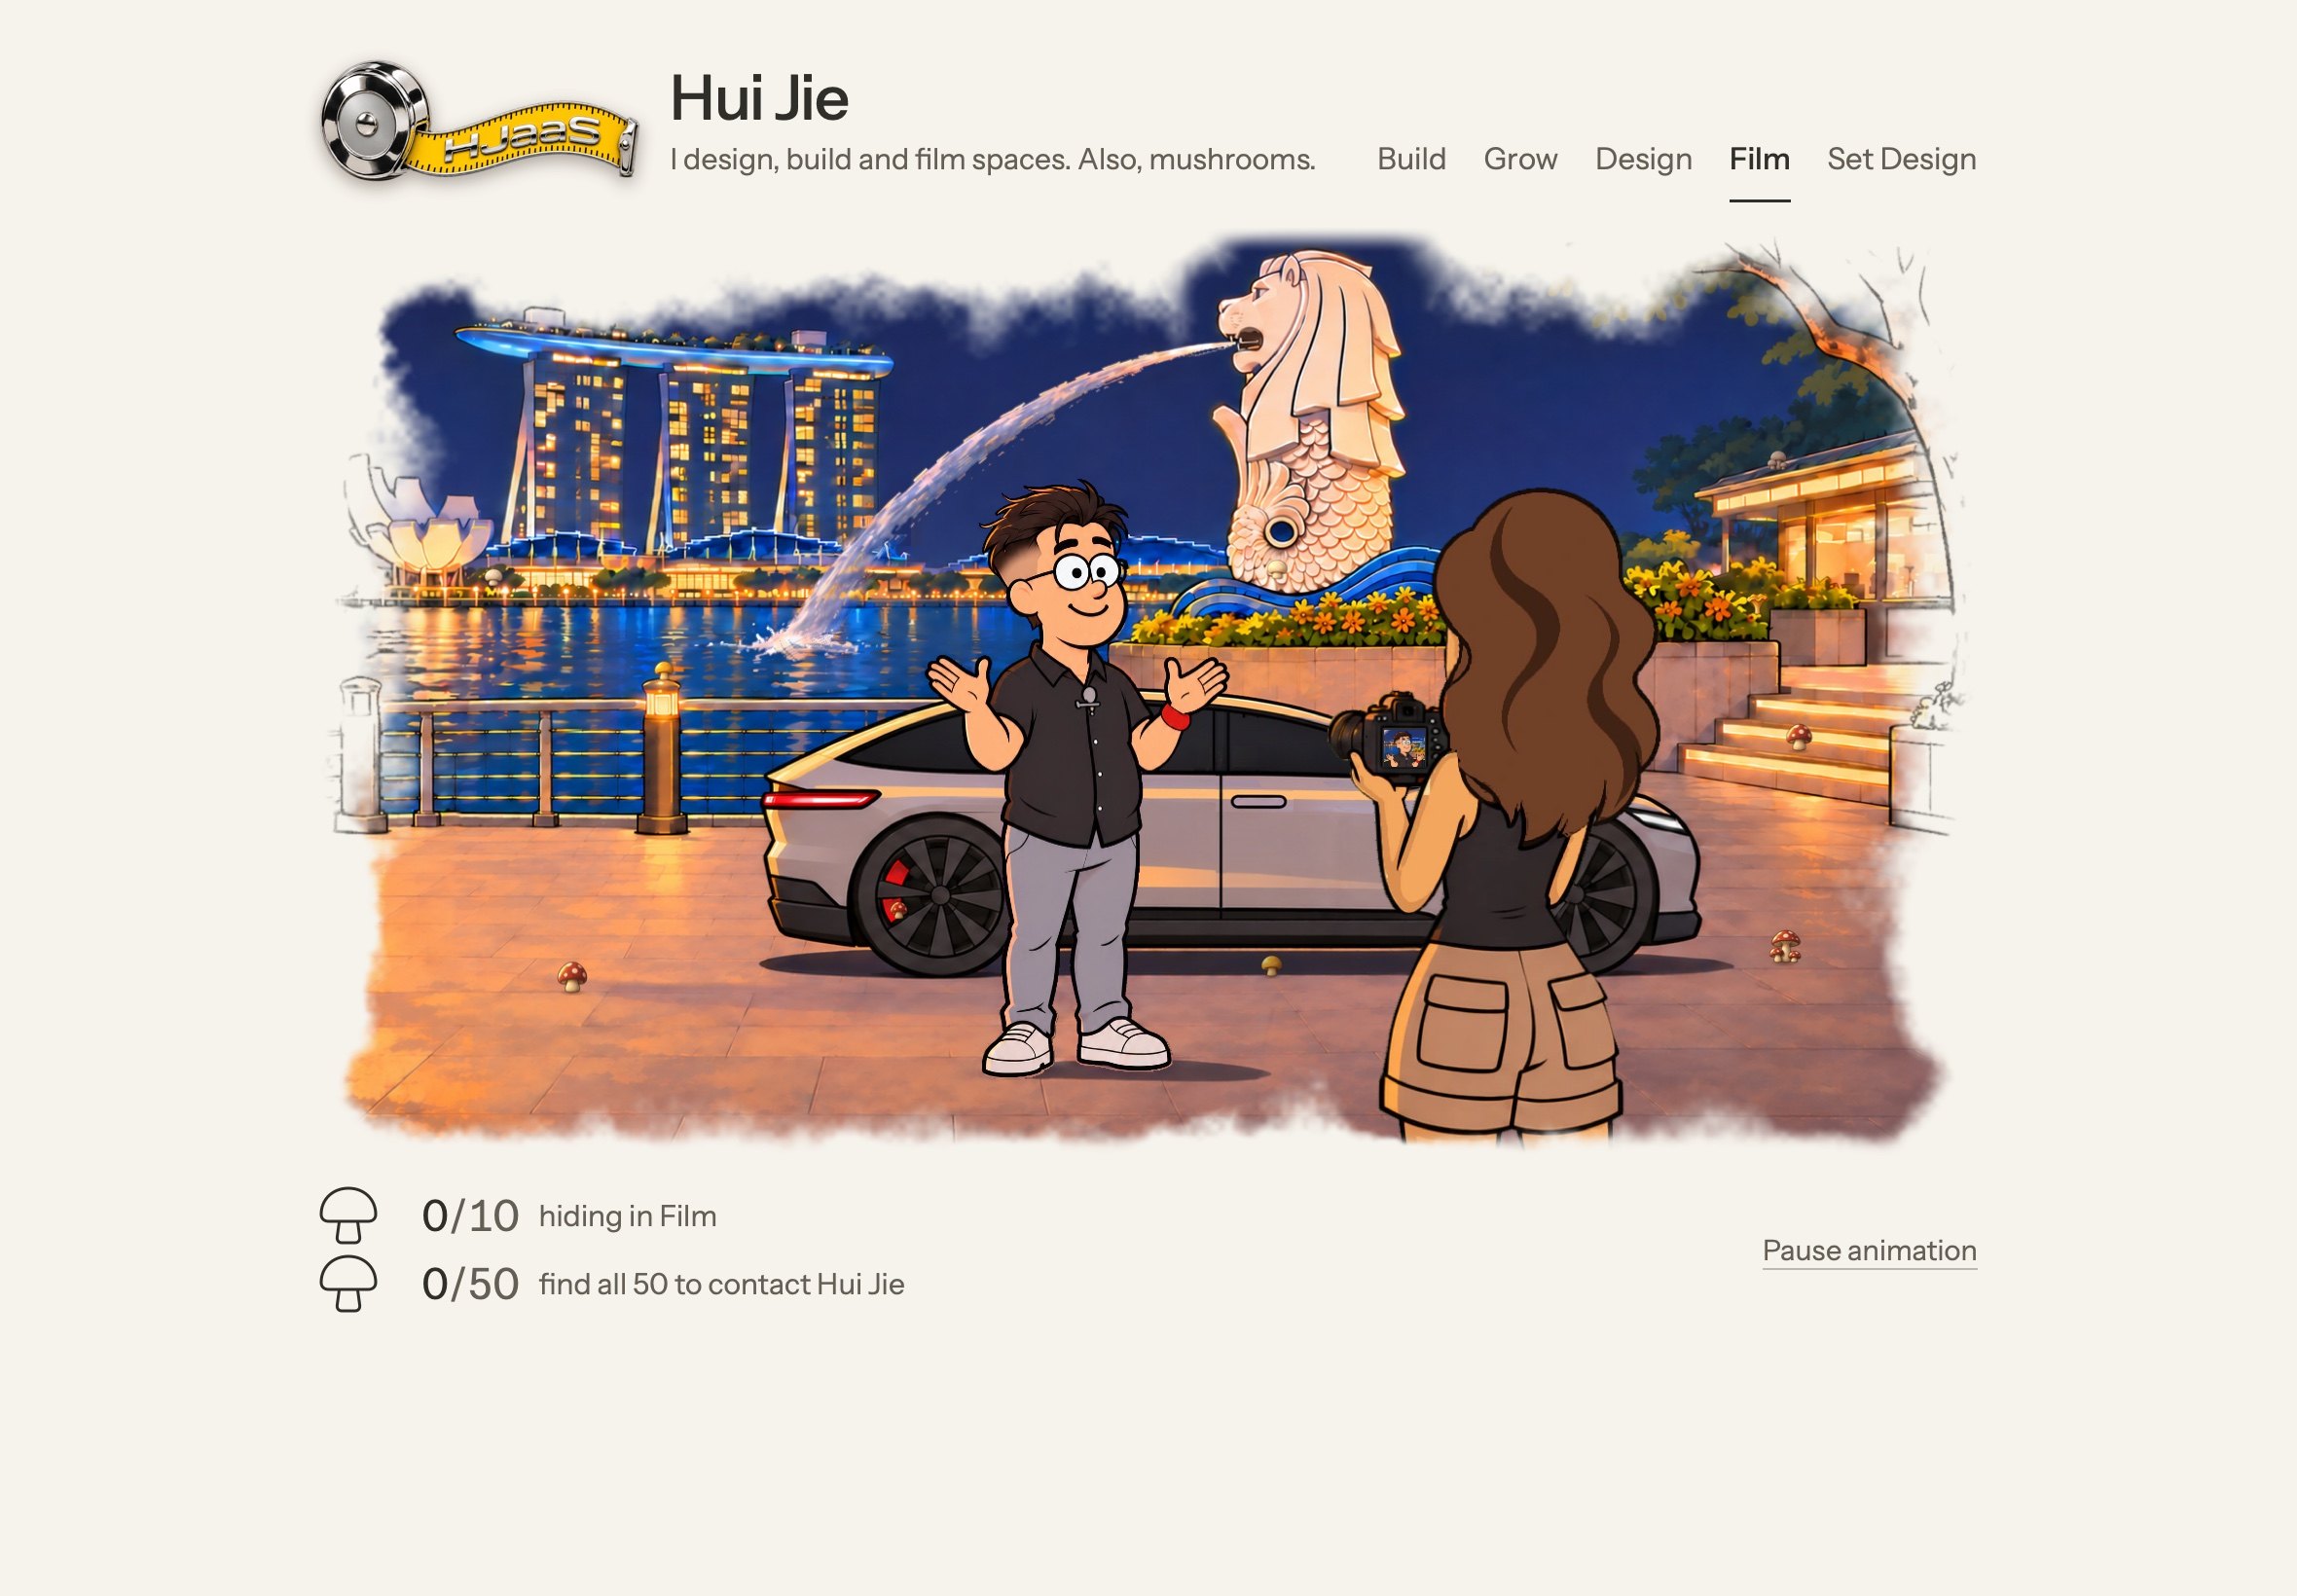 HJaaS
Hui Jie
I design, build and film spaces. Also, mushrooms.
Build Grow Design Film Set Design
0/10 hiding in Film
0/50 find all 50 to contact Hui Jie
Pause animation